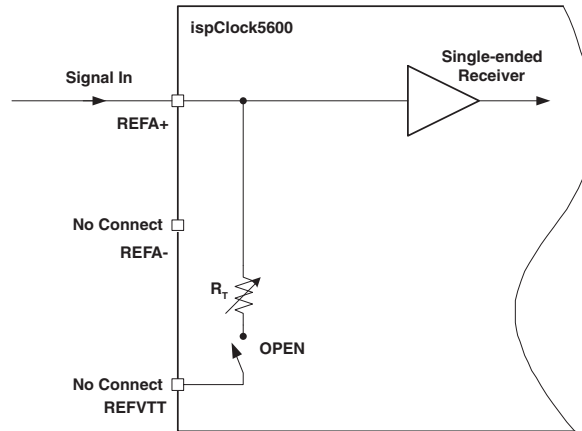 ispClock5600
Signal In
Single-ended
Receiver
REFA+
No Connect
REFA-
RT
OPEN
No Connect
REFVTT